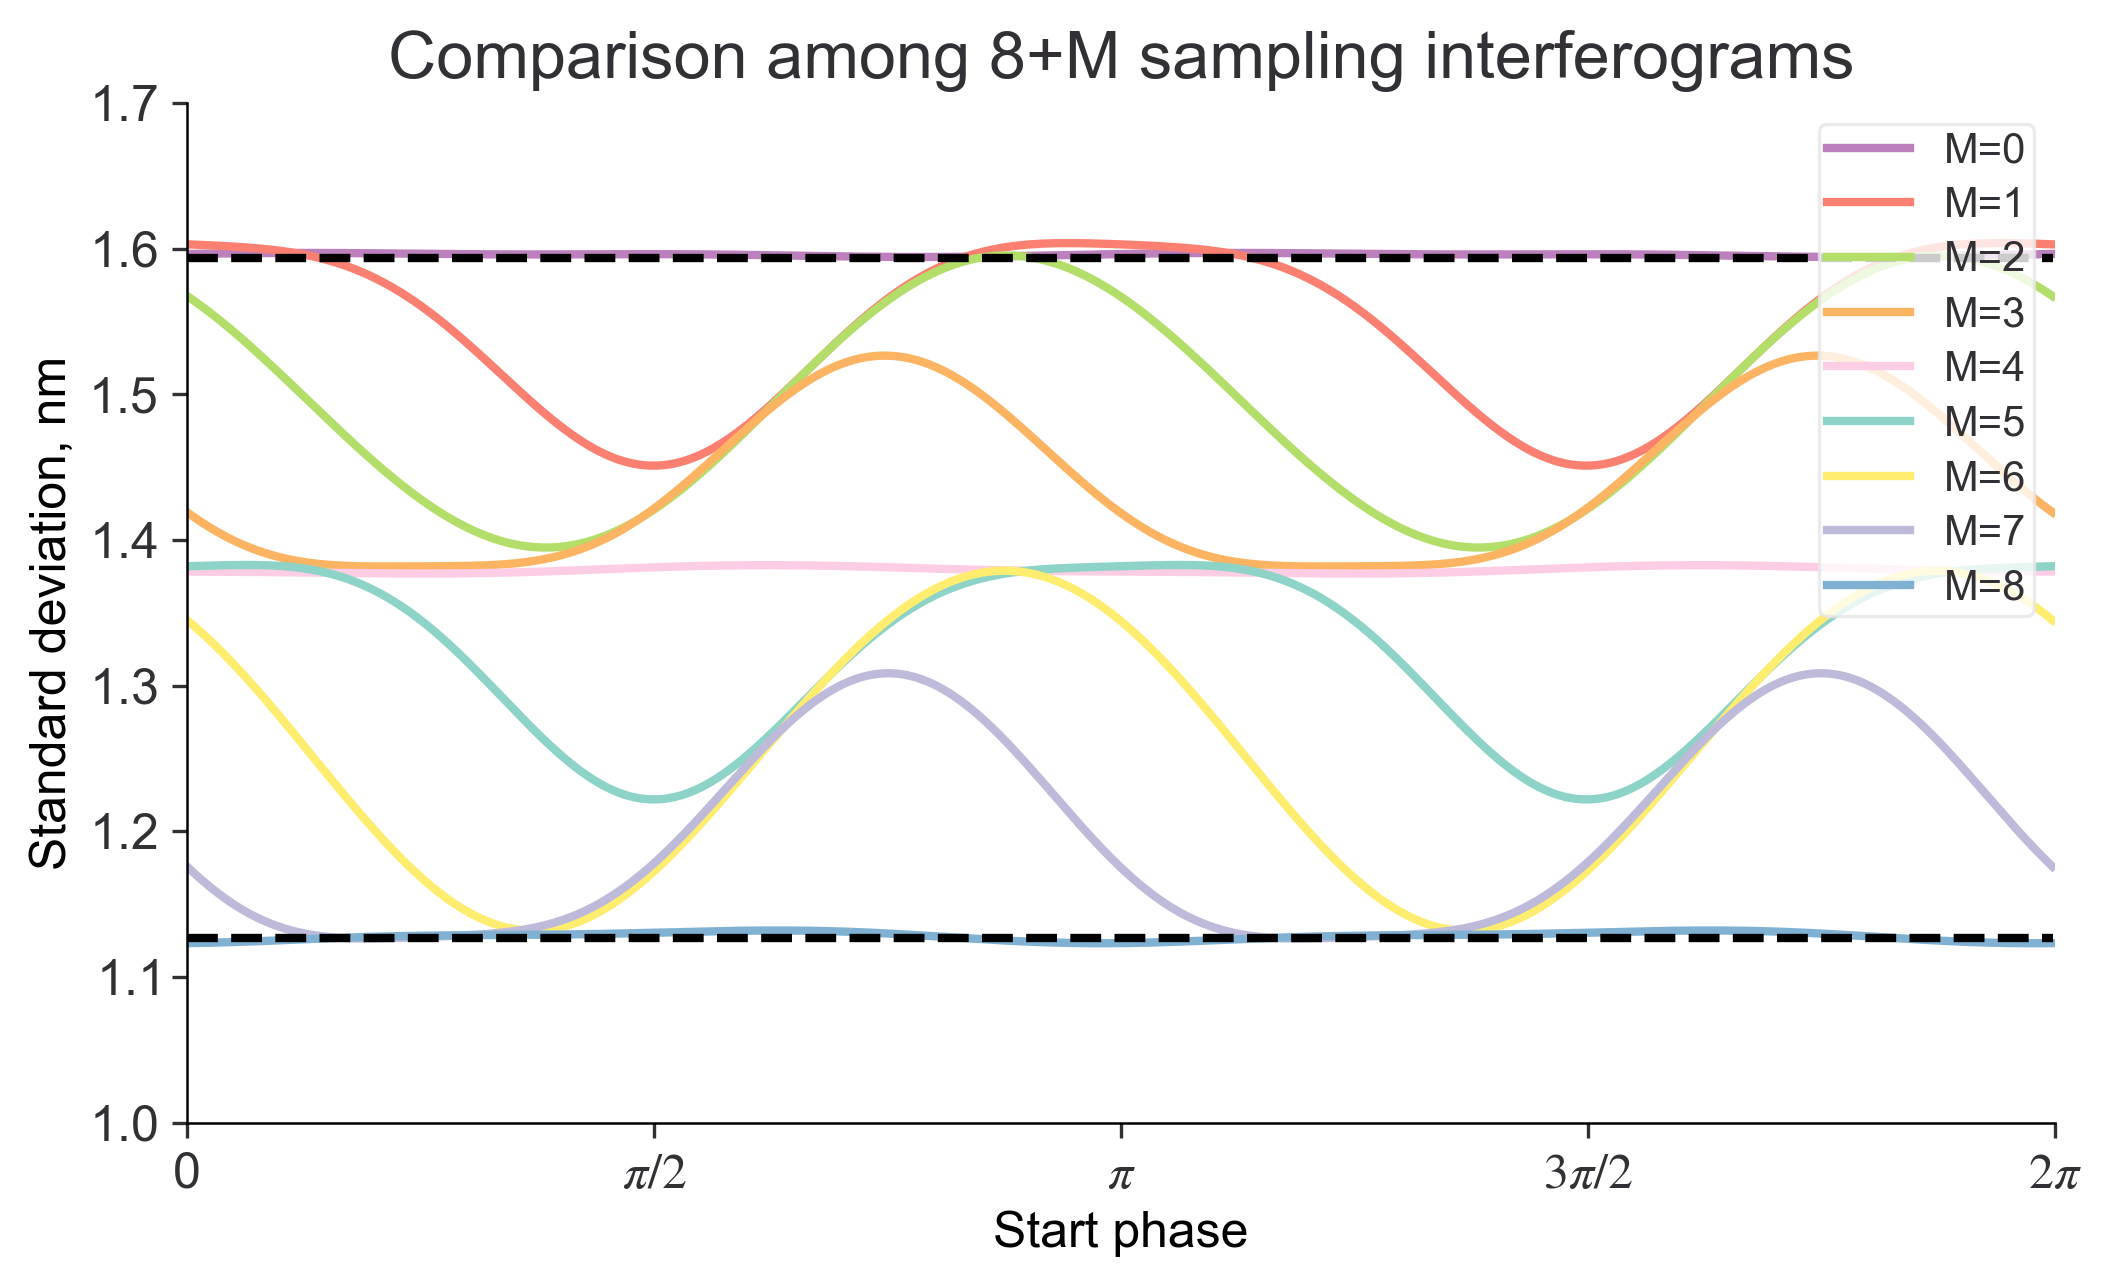 Comparison among 8+M sampling interferograms
1.7
1.6
1.5
1.4
1.3
1.2
1.1
1.0
Standard deviation, nm
M=0
M=1
M=2
M=3
M=4
M=5
M=6
M=7
M=8
0
π/2
π
3π/2
2π
Start phase